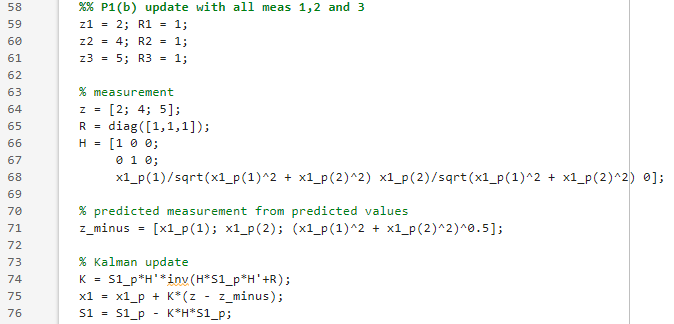 58 %% P1(b) update with all meas 1,2 and 3
59 z1 = 2; R1 = 1;
60 z2 = 4; R2 = 1;
61 z3 = 5; R3 = 1;
62
63 % measurement
64 z = [2; 4; 5];
65 R = diag([1,1,1]);
66 H = [1 0 0;
67 0 1 0;
68 x1_p(1)/sqrt(x1_p(1)^2 + x1_p(2)^2) x1_p(2)/sqrt(x1_p(1)^2 + x1_p(2)^2) 0];
69
70 % predicted measurement from predicted values
71 z_minus = [x1_p(1); x1_p(2); (x1_p(1)^2 + x1_p(2)^2)^0.5];
72
73 % Kalman update
74 K = S1_p*H'*inv(H*S1_p*H'+R);
75 x1 = x1_p + K*(z - z_minus);
76 S1 = S1_p - K*H*S1_p;